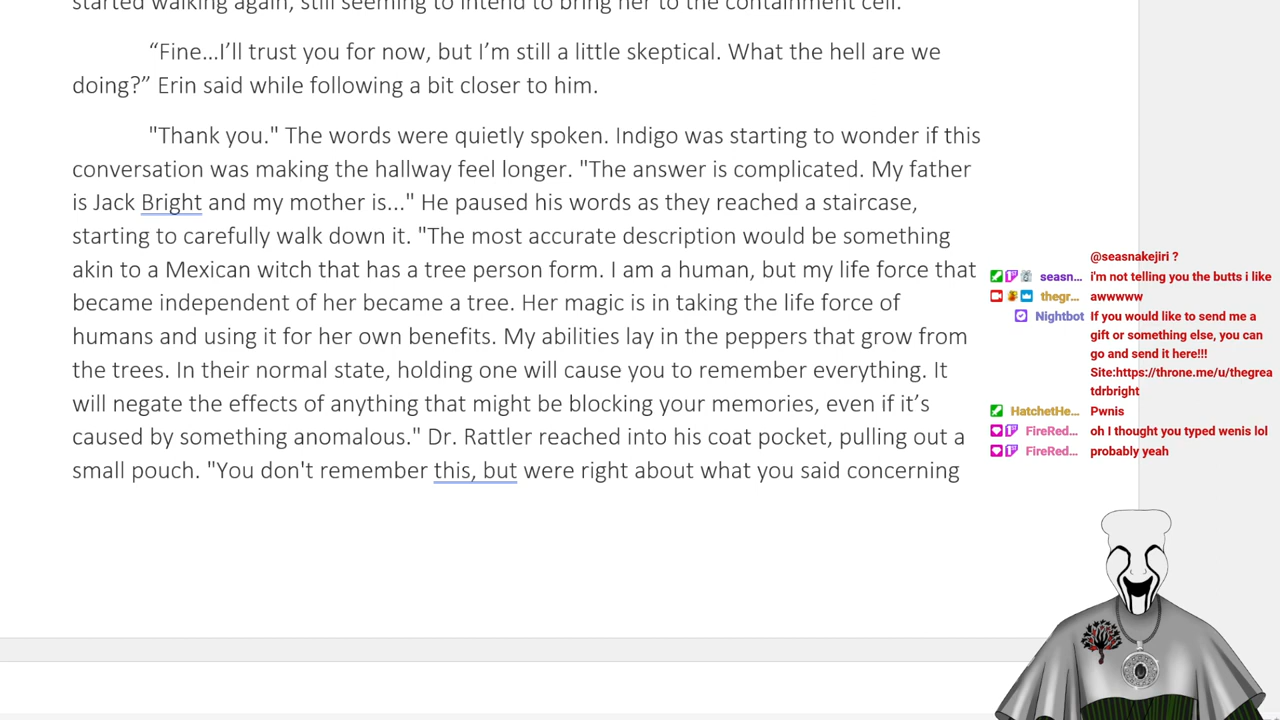 started walking again, still seeming to intend to bring her to the containment cell.
“Fine...I’ll trust you for now, but I’m still a little skeptical. What the hell are we
doing?” Erin said while following a bit closer to him.
"Thank you." The words were quietly spoken. Indigo was starting to wonder if this
conversation was making the hallway feel longer. "The answer is complicated. My father
is Jack Bright and my mother is..." He paused his words as they reached a staircase,
starting to carefully walk down it. "The most accurate description would be something
akin to a Mexican witch that has a tree person form. I am a human, but my life force that
became independent of her became a tree. Her magic is in taking the life force of
humans and using it for her own benefits. My abilities lay in the peppers that grow from
the trees. In their normal state, holding one will cause you to remember everything. It
will negate the effects of anything that might be blocking your memories, even if it’s
caused by something anomalous." Dr. Rattler reached into his coat pocket, pulling out a
small pouch. "You don't remember this, but were right about what you said concerning
@seasnakejiri ?
seasn... i'm not telling you the butts i like
thegr... awwwww
Nightbot If you would like to send me a
gift or something else, you can
go and send it here!!!
Site:https://throne.me/u/thegrea
tdrbright
HatchetHe... Pwnis
FireRed... oh I thought you typed wenis lol
FireRed... probably yeah